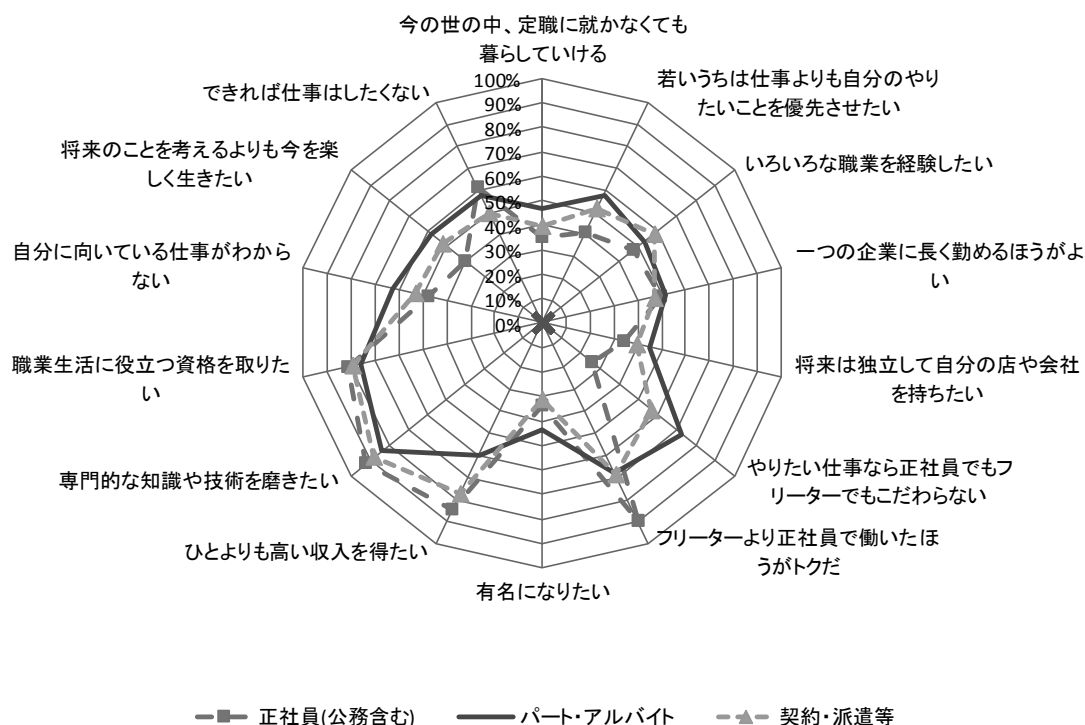 今の世の中、定職に就かなくても
暮らしていける
若いうちは仕事よりも自分のやり
たいことを優先させたい
いろいろな職業を経験したい
一つの企業に長く勤めるほうがよ
い
将来は独立して自分の店や会社
を持ちたい
やりたい仕事なら正社員でもフ
リーターでもこだわらない
フリーターより正社員で働いたほ
うがトクだ
有名になりたい
ひとよりも高い収入を得たい
専門的な知識や技術を磨きたい
職業生活に役立つ資格を取りた
い
自分に向いている仕事がわから
ない
将来のことを考えるよりも今を楽
しく生きたい
できれば仕事はしたくない
100%
90%
80%
70%
60%
50%
40%
30%
20%
10%
0%
正社員(公務含む)
パート・アルバイト
契約・派遣等